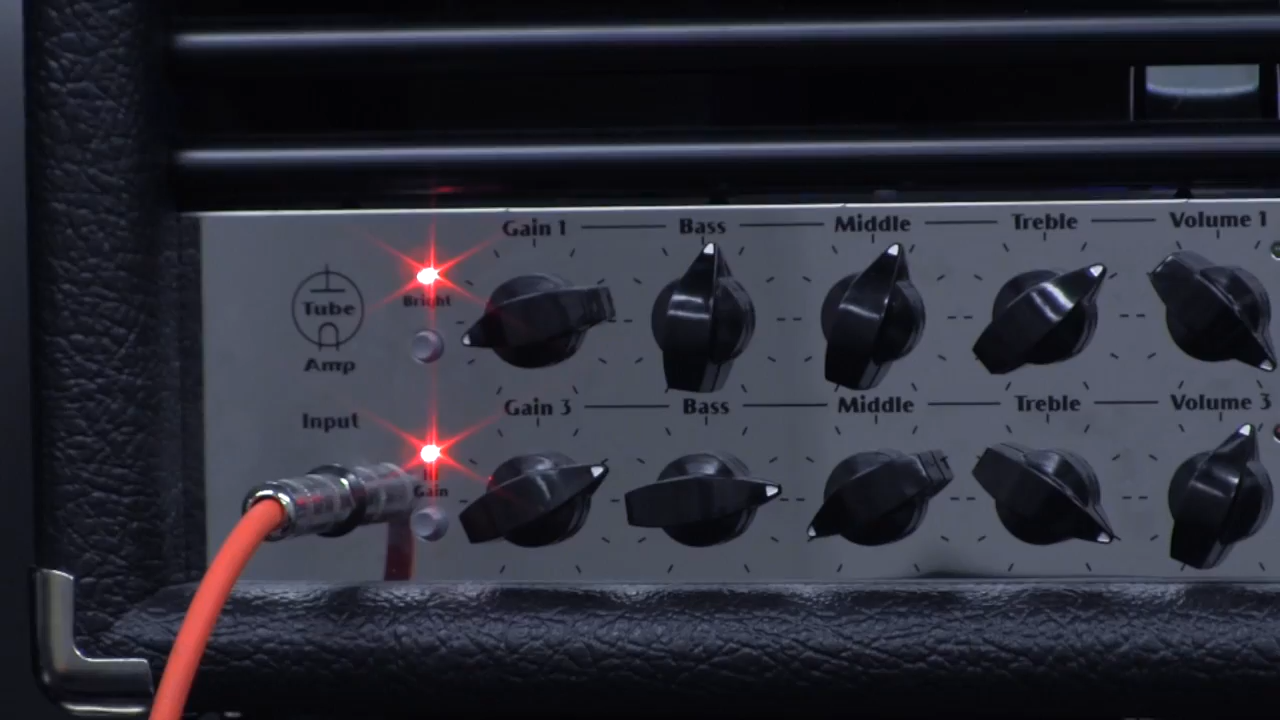 Gain 1 Bass Middle Treble Volume 1
Bright
Tube
Amp
Gain 3 Bass Middle Treble Volume 3
Input
Gain